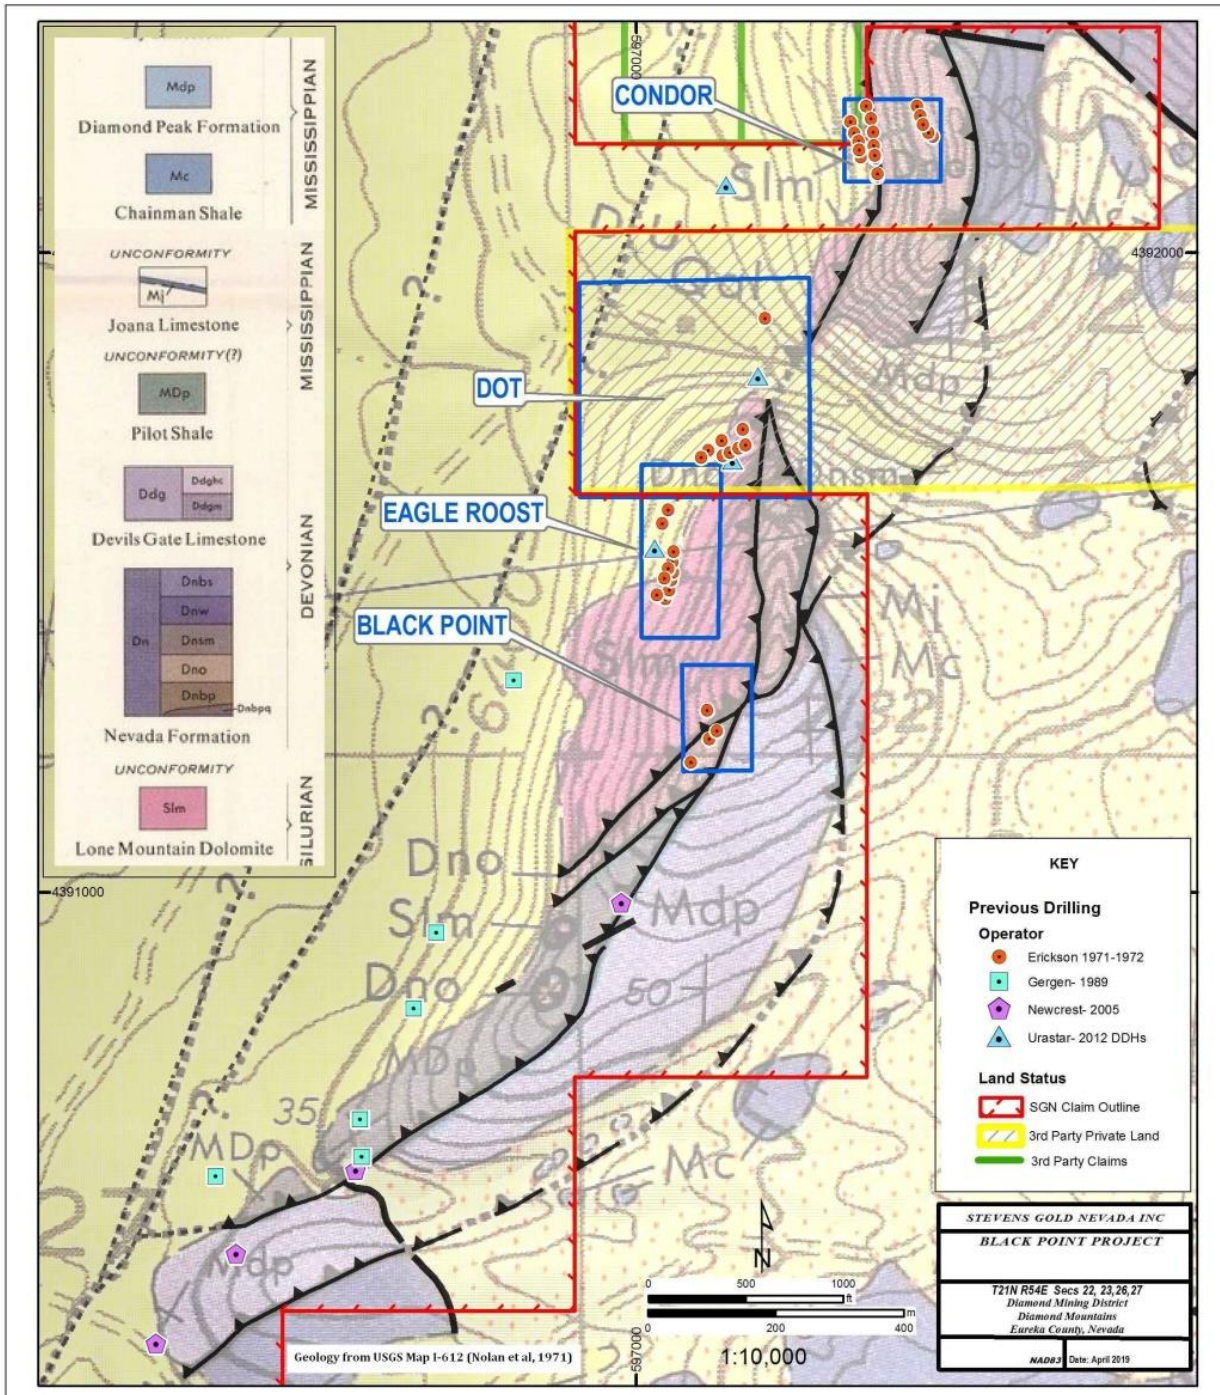 Mdp
Diamond Peak Formation
Mc
Chainman Shale
MISSISSIPPIAN
UNCONFORMITY
Mj
Joana Limestone
UNCONFORMITY(?)
MDp
Pilot Shale
MISSISSIPPIAN
Ddg
Ddghc
Ddgm
Devils Gate Limestone
Dn
Dnbs
Dnw
Dnsm
Dno
Dnbp
Dnbpq
Nevada Formation
DEVONIAN
UNCONFORMITY
Slm
Lone Mountain Dolomite
SILURIAN
597000
CONDOR
Slm
Qal
4392000
DOT
Mdp
Dnsm
EAGLE ROOST
BLACK POINT
Mj
Mc
Slm
32
6400
?
?
?
?
?
4391000
Dno
Slm
Dno
Mdp
50
MDp
35
MDp
27
Mdp
Mc
KEY
Previous Drilling
Operator
Erickson 1971-1972
Gergen- 1989
Newcrest- 2005
Urastar- 2012 DDHs
Land Status
SGN Claim Outline
3rd Party Private Land
3rd Party Claims
N
0 500 1000
ft
m
0 200 400
1:10,000
597000
Geology from USGS Map I-612 (Nolan et al, 1971)
STEVENS GOLD NEVADA INC
BLACK POINT PROJECT
T21N R54E Secs 22, 23,26,27
Diamond Mining District
Diamond Mountains
Eureka County, Nevada
NAD83 Date: April 2019